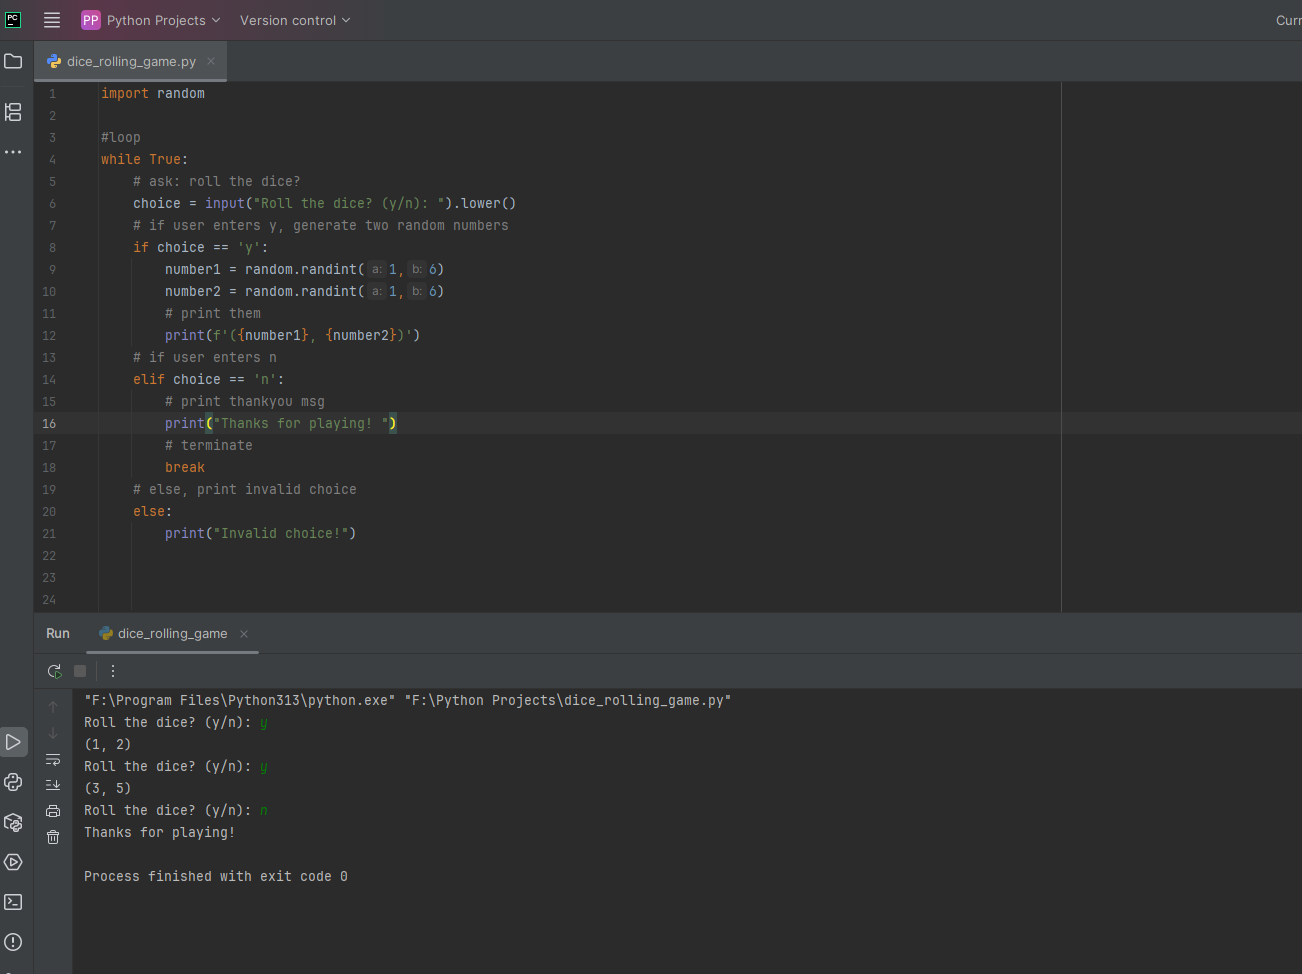 PC PP Python Projects Version control Curr
dice_rolling_game.py
1 import random
2
3 #loop
4 while True:
5 # ask: roll the dice?
6 choice = input("Roll the dice? (y/n): ").lower()
7 # if user enters y, generate two random numbers
8 if choice == 'y':
9 number1 = random.randint( a: 1, b: 6)
10 number2 = random.randint( a: 1, b: 6)
11 # print them
12 print(f'({number1}, {number2})')
13 # if user enters n
14 elif choice == 'n':
15 # print thankyou msg
16 print("Thanks for playing! ")
17 # terminate
18 break
19 # else, print invalid choice
20 else:
21 print("Invalid choice!")
22
23
24
Run dice_rolling_game
"F:\Program Files\Python313\python.exe" "F:\Python Projects\dice_rolling_game.py"
Roll the dice? (y/n): y
(1, 2)
Roll the dice? (y/n): y
(3, 5)
Roll the dice? (y/n): n
Thanks for playing!
Process finished with exit code 0